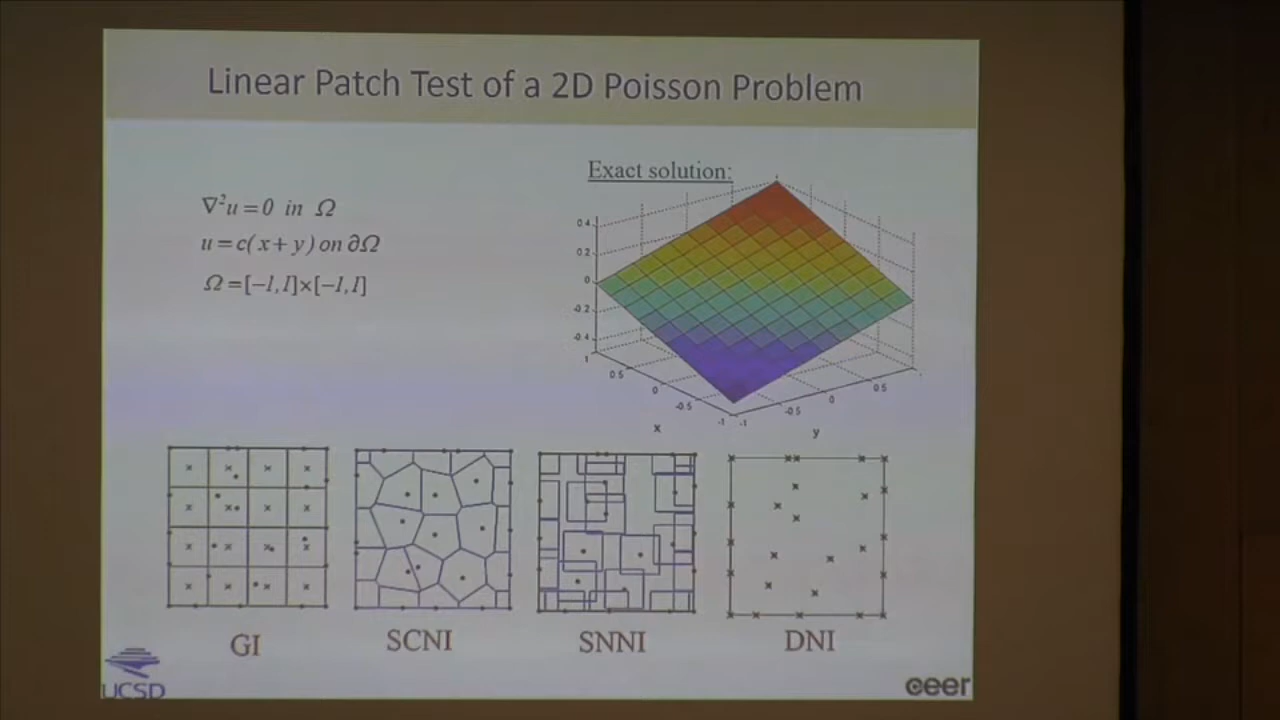 Linear Patch Test of a 2D Poisson Problem
Exact solution:
∇²u=0 in Ω
u=c(x+y) on ∂Ω
Ω=[-1,1]×[-1,1]
0.4
0.2
0
-0.2
-0.4
1
0.5
0
-0.5
-1
-1
-0.5
0
0.5
x
y
GI
SCNI
SNNI
DNI
UCSD
ceer